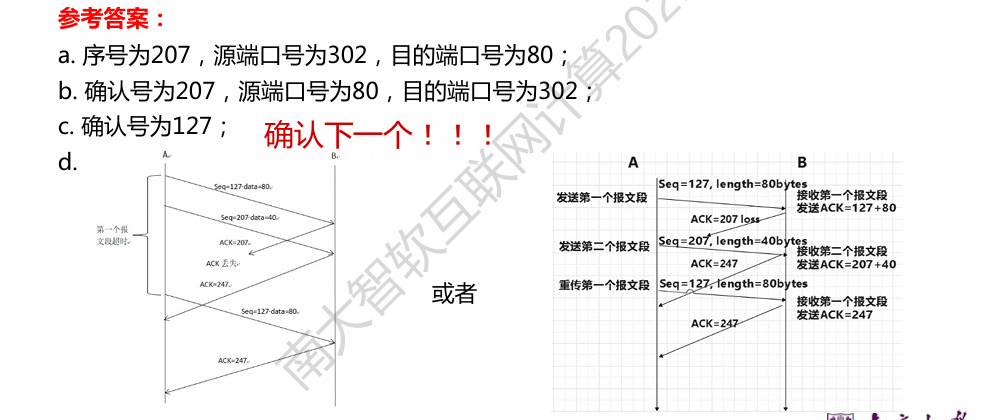 参考答案：
a. 序号为207，源端口号为302，目的端口号为80；
b. 确认号为207，源端口号为80，目的端口号为302；
c. 确认号为127；
确认下一个！！！
d.
A
B
Seq=127 data=80
Seq=207 data=40
第一个报
文段超时
ACK=207
ACK 丢失
ACK=247
Seq=127 data=80
ACK=247
或者
A
B
Seq=127, length=80bytes
发送第一个报文段
接收第一个报文段
发送ACK=127+80
ACK=207 loss
Seq=207, length=40bytes
发送第二个报文段
接收第二个报文段
发送ACK=207+40
ACK=247
重传第一个报文段
Seq=127, length=80bytes
接收第一个报文段
发送ACK=247
ACK=247
南大智软互联网计算202